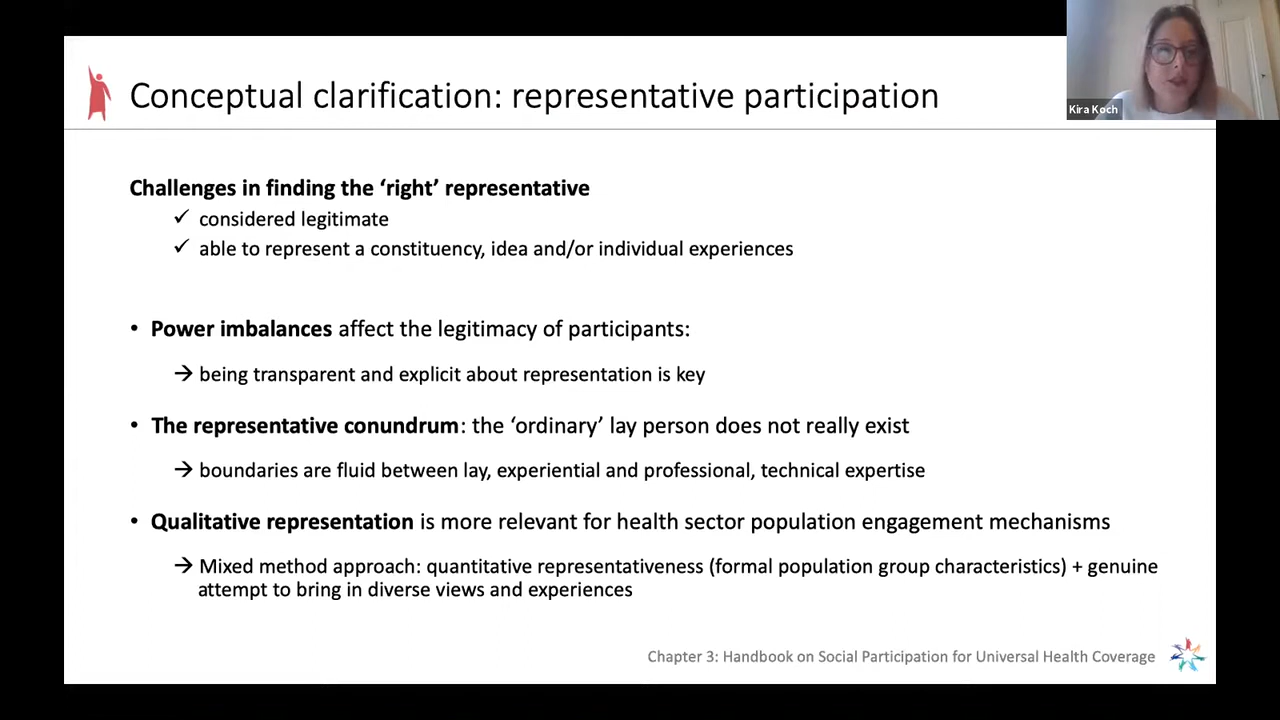 Conceptual clarification: representative participation
Kira Koch
Challenges in finding the ‘right’ representative
✓ considered legitimate
✓ able to represent a constituency, idea and/or individual experiences
• Power imbalances affect the legitimacy of participants:
→ being transparent and explicit about representation is key
• The representative conundrum: the ‘ordinary’ lay person does not really exist
→ boundaries are fluid between lay, experiential and professional, technical expertise
• Qualitative representation is more relevant for health sector population engagement mechanisms
→ Mixed method approach: quantitative representativeness (formal population group characteristics) + genuine
attempt to bring in diverse views and experiences
Chapter 3: Handbook on Social Participation for Universal Health Coverage